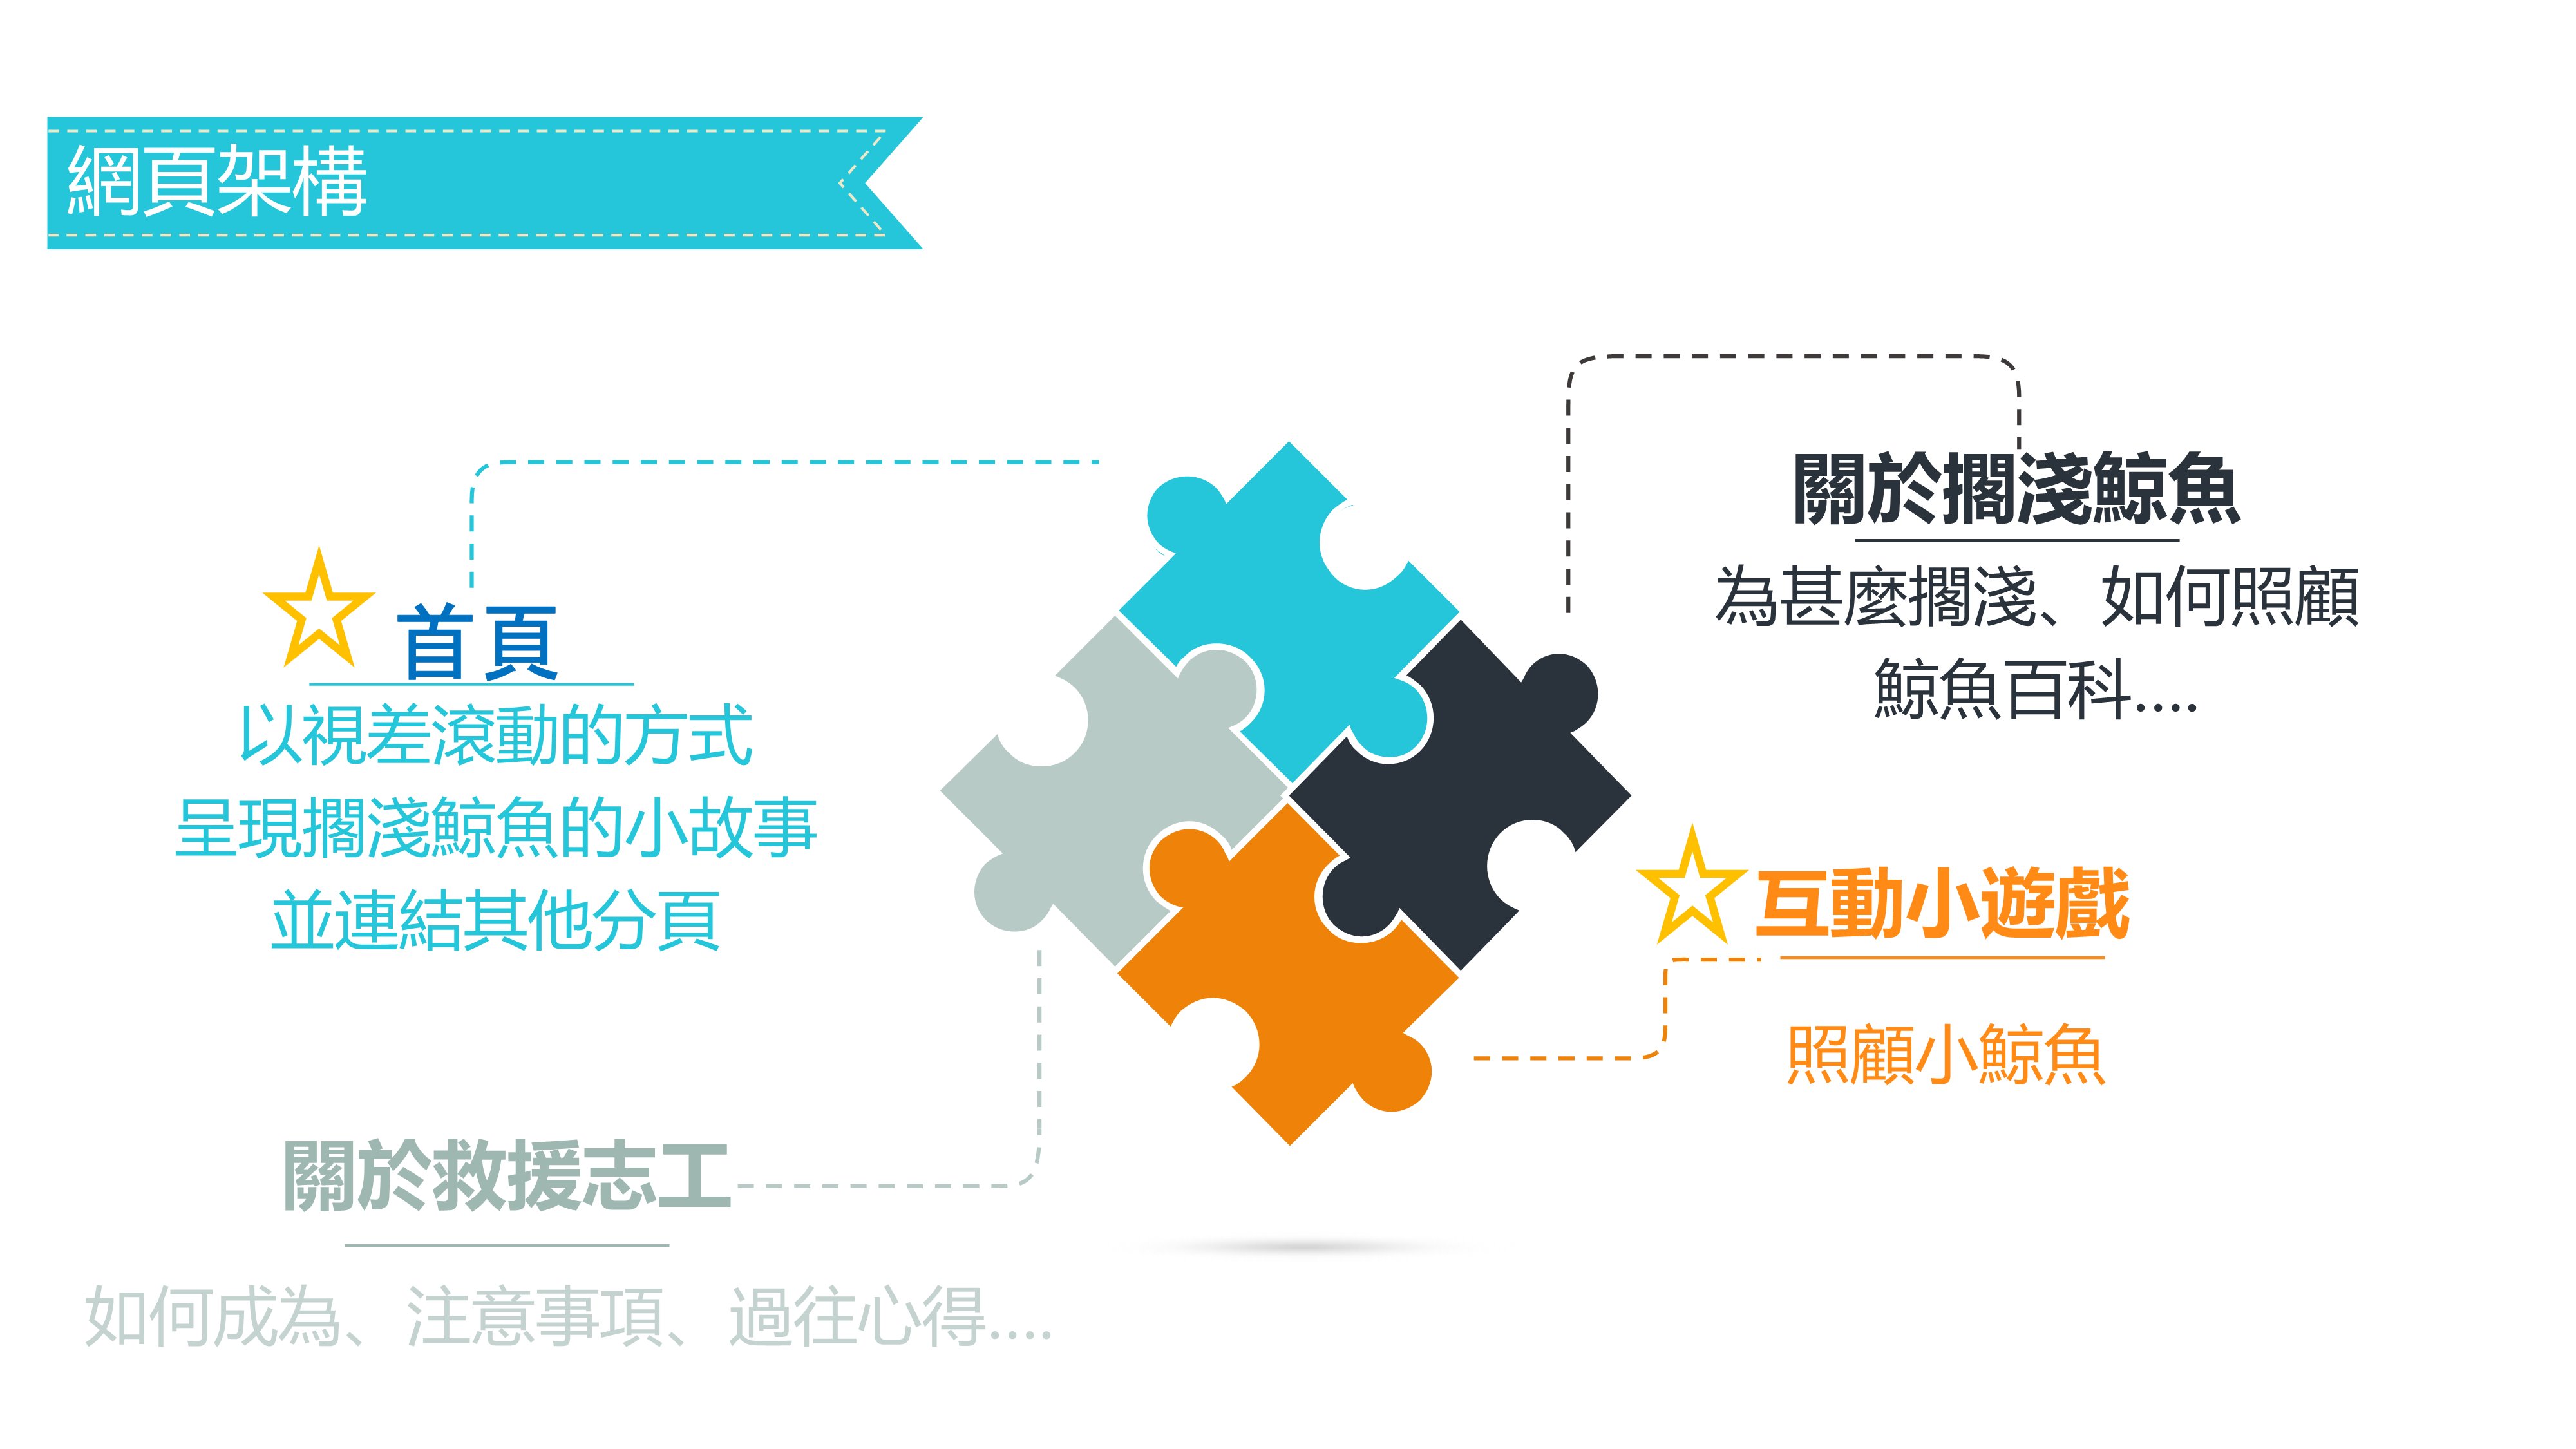 網頁架構
首頁
以視差滾動的方式
呈現擱淺鯨魚的小故事
並連結其他分頁
關於擱淺鯨魚
為甚麼擱淺、如何照顧
鯨魚百科....
互動小遊戲
照顧小鯨魚
關於救援志工
如何成為、注意事項、過往心得....